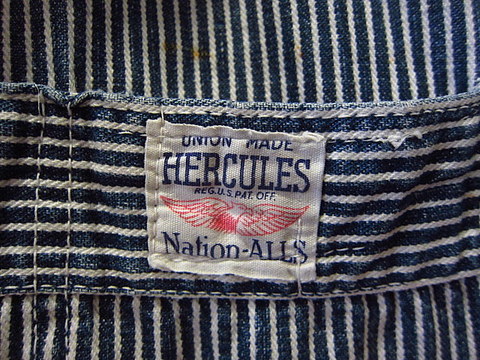 UNION MADE
HERCULES
REG.U.S.PAT.OFF.
Nation-ALLS